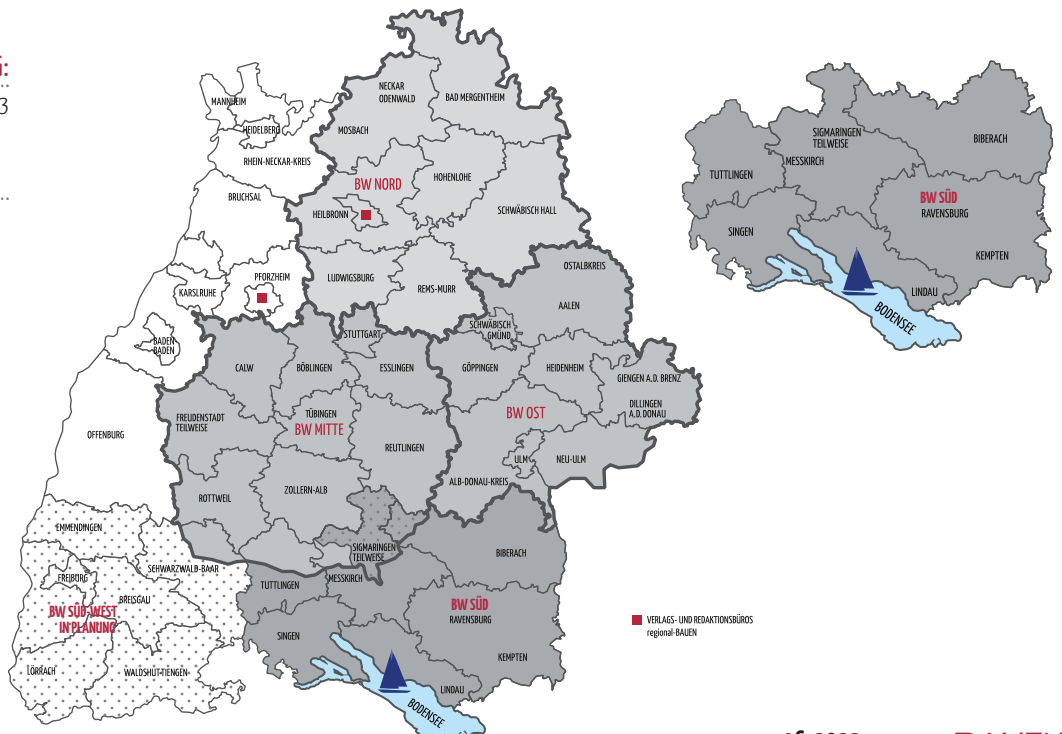 :
3
MANNHEIM
HEIDELBERG
RHEIN-NECKAR-KREIS
BRUCHSAL
KARSLRUHE
PFORZHEIM
BADEN
BADEN
OFFENBURG
NECKAR
ODENWALD
BAD MERGENTHEIM
MOSBACH
BW NORD
HOHENLOHE
HEILBRONN
SCHWÄBISCH HALL
LUDWIGSBURG
REMS-MURR
OSTALBKREIS
AALEN
SCHWÄBISCH
GMÜND
GÖPPINGEN
HEIDENHEIM
GIENGEN A.D. BRENZ
DILLINGEN
A.D.DONAU
BW OST
ULM
NEU-ULM
ALB-DONAU-KREIS
STUTTGART
CALW
BÖBLINGEN
ESSLINGEN
FREUDENSTADT
TEILWEISE
TÜBINGEN
BW MITTE
REUTLINGEN
ROTTWEIL
ZOLLERN-ALB
SIGMARINGEN
TEILWEISE
EMMENDINGEN
FREIBURG
SCHWARZWALD-BAAR
BREISGAU
BW SÜD-WEST
IN PLANUNG
LÖRRACH
WALDSHUT-TIENGEN
TUTTLINGEN
MESSKIRCH
BIBERACH
BW SÜD
RAVENSBURG
SINGEN
KEMPTEN
LINDAU
BODENSEE
SIGMARINGEN
TEILWEISE
BIBERACH
MESSKIRCH
TUTTLINGEN
BW SÜD
RAVENSBURG
SINGEN
KEMPTEN
LINDAU
BODENSEE
VERLAGS- UND REDAKTIONSBÜROS
regional-BAUEN